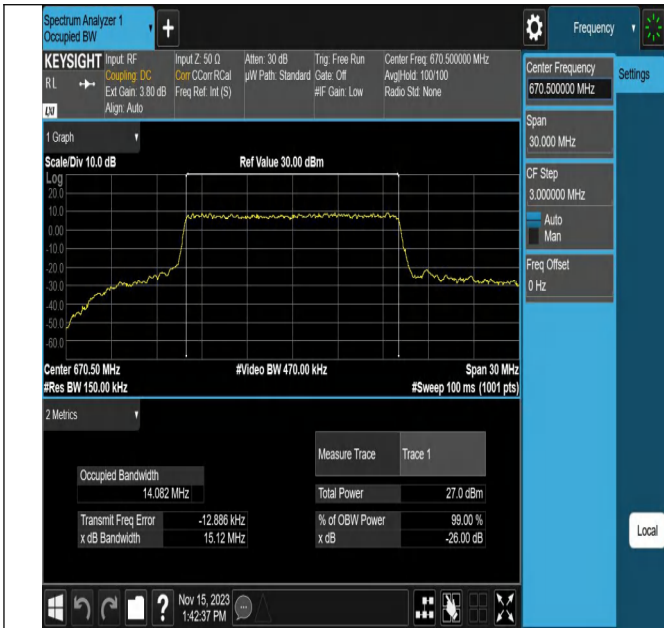 Spectrum Analyzer 1
Occupied BW
+
Frequency
KEYSIGHT
RL
LXI
Input: RF
Coupling: DC
Ext Gain: 3.80 dB
Align: Auto
Input Z: 50 Ω
Corr CCorr RCal
Freq Ref: Int (S)
Atten: 30 dB
µW Path: Standard
Trig: Free Run
Gate: Off
#IF Gain: Low
Center Freq: 670.500000 MHz
Avg|Hold: 100/100
Radio Std: None
Center Frequency
670.500000 MHz
Settings
Span
30.000 MHz
CF Step
3.000000 MHz
Auto
Man
Freq Offset
0 Hz
1 Graph
Scale/Div 10.0 dB
Ref Value 30.00 dBm
Log
20.0
10.0
0.00
-10.0
-20.0
-30.0
-40.0
-50.0
-60.0
Center 670.50 MHz
#Video BW 470.00 kHz
Span 30 MHz
#Res BW 150.00 kHz
#Sweep 100 ms (1001 pts)
2 Metrics
Measure Trace
Trace 1
Occupied Bandwidth
14.082 MHz
Total Power
27.0 dBm
Transmit Freq Error
-12.886 kHz
% of OBW Power
99.00 %
x dB Bandwidth
15.12 MHz
x dB
-26.00 dB
Local
?
Nov 15, 2023
1:42:37 PM